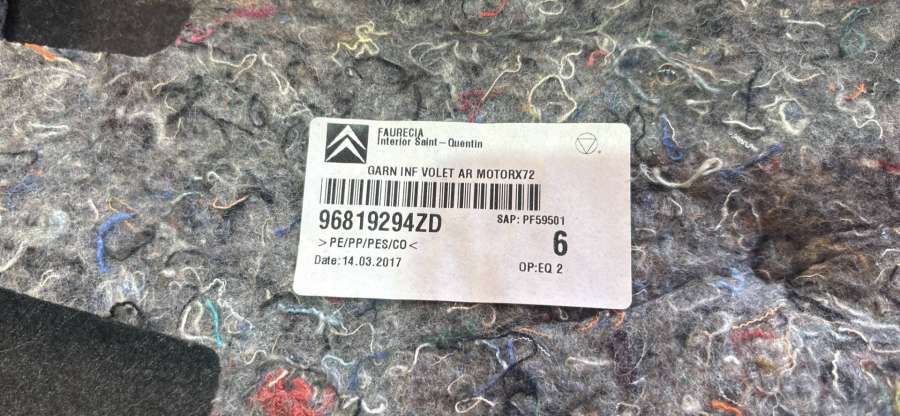 FAURECIA
Interior Saint-Quentin
GARN INF VOLET AR MOTORX72
96819294ZD
SAP: PF59501
>PE/PP/PES/CO<
6
Date: 14.03.2017
OP:EQ 2